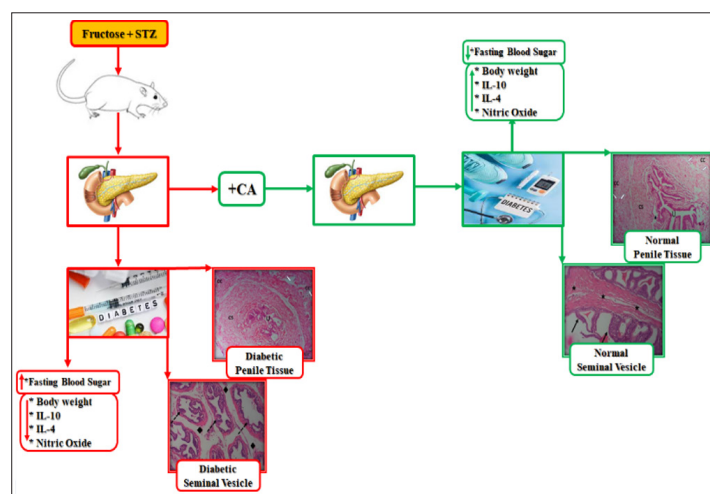 Fructose + STZ
*Fasting Blood Sugar
* Body weight
* IL-10
* IL-4
* Nitric Oxide
+CA
DIABETES
Normal
Penile Tissue
DIABETES
Diabetic
Penile Tissue
Normal
Seminal Vesicle
*Fasting Blood Sugar
* Body weight
* IL-10
* IL-4
* Nitric Oxide
Diabetic
Seminal Vesicle